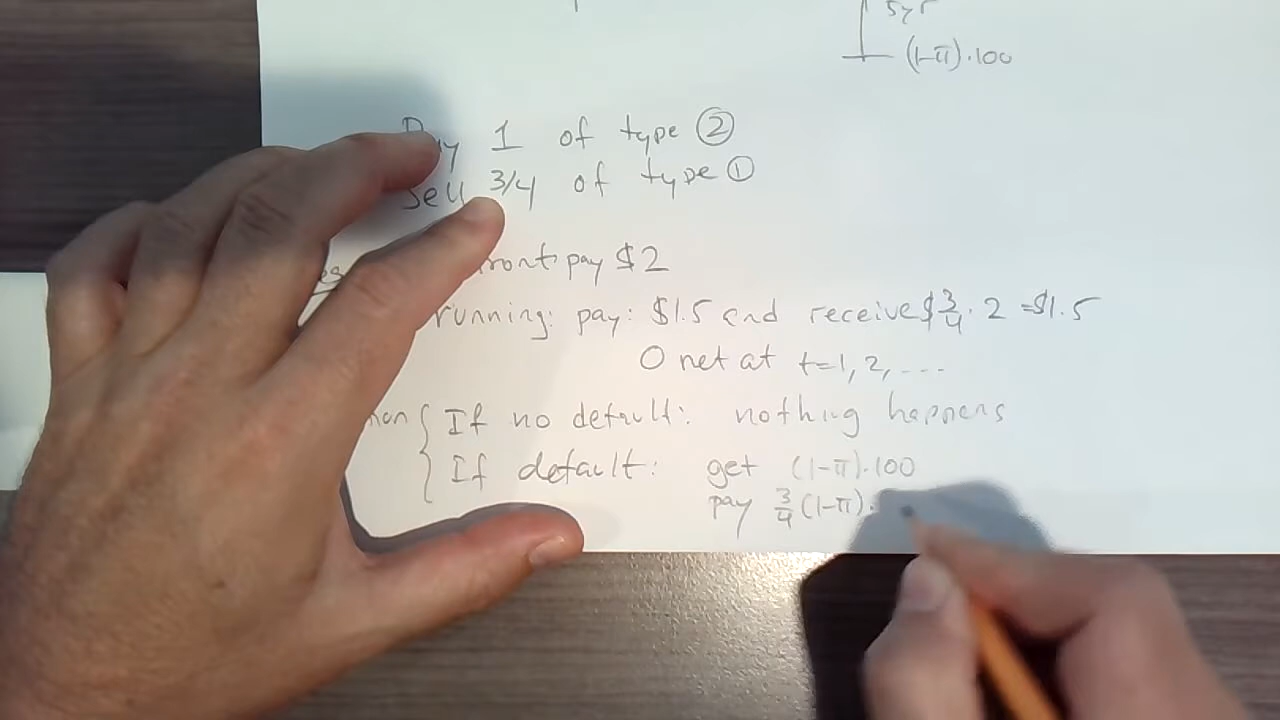 5yr
(1-π).100
Buy 1 of type ②
Sell 3/4 of type ①
pay $2
running: pay: $1.5 and receive $3/4 . 2 = $1.5
0 net at t=1, 2, ....
If no default: nothing happens
If default: get (1-π).100
pay 3/4 (1-π).